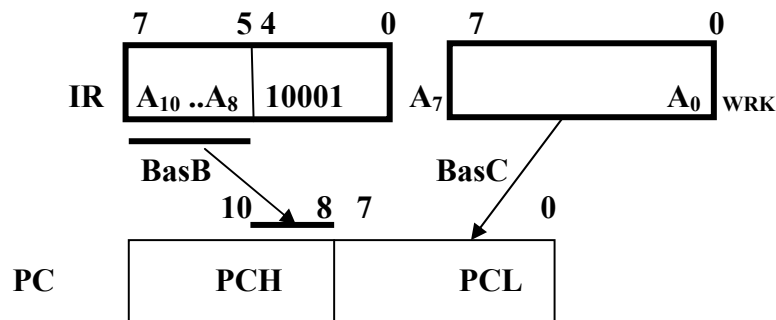 7 5 4 0 7 0
IR A10 ..A8 10001 A7 A0 WRK
BasB BasC
10 8 7 0
PC PCH PCL